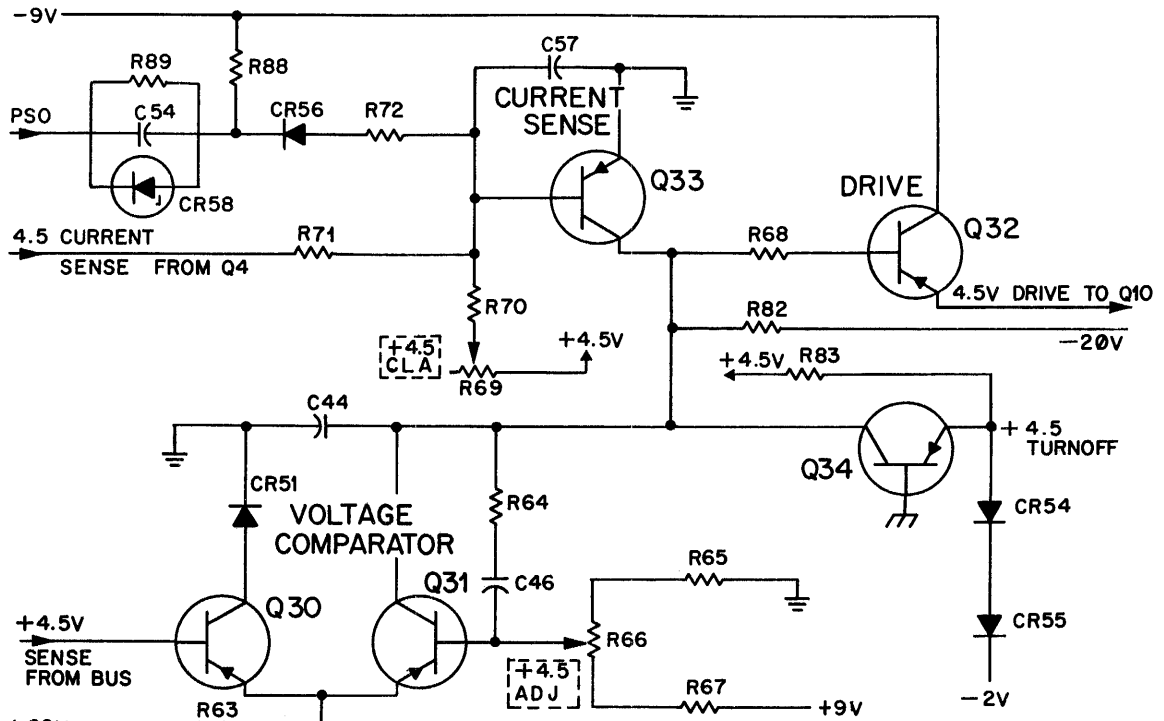 -9V
C57
R89
R88
CURRENT
SENSE
PSO
C54
CR56
R72
Q33
DRIVE
CR58
Q32
4.5 CURRENT
SENSE FROM Q4
R71
R68
4.5V DRIVE TO Q10
R70
R82
-20V
+4.5
CLA
+4.5V
R69
+4.5V
R83
C44
+4.5
TURNOFF
Q34
CR51
R64
CR54
VOLTAGE
COMPARATOR
R65
Q31
C46
Q30
CR55
+4.5V
SENSE
FROM BUS
R66
+4.5
ADJ
-2V
R63
R67
+9V